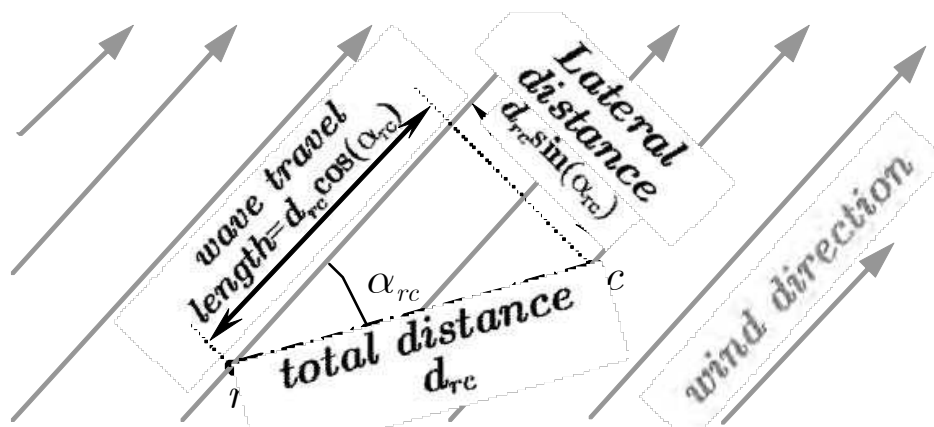 wave travel
length=d_rc cos(α_rc)
Lateral
distance
d_rc sin(α_rc)
α_rc
c
total distance
d_rc
wind direction